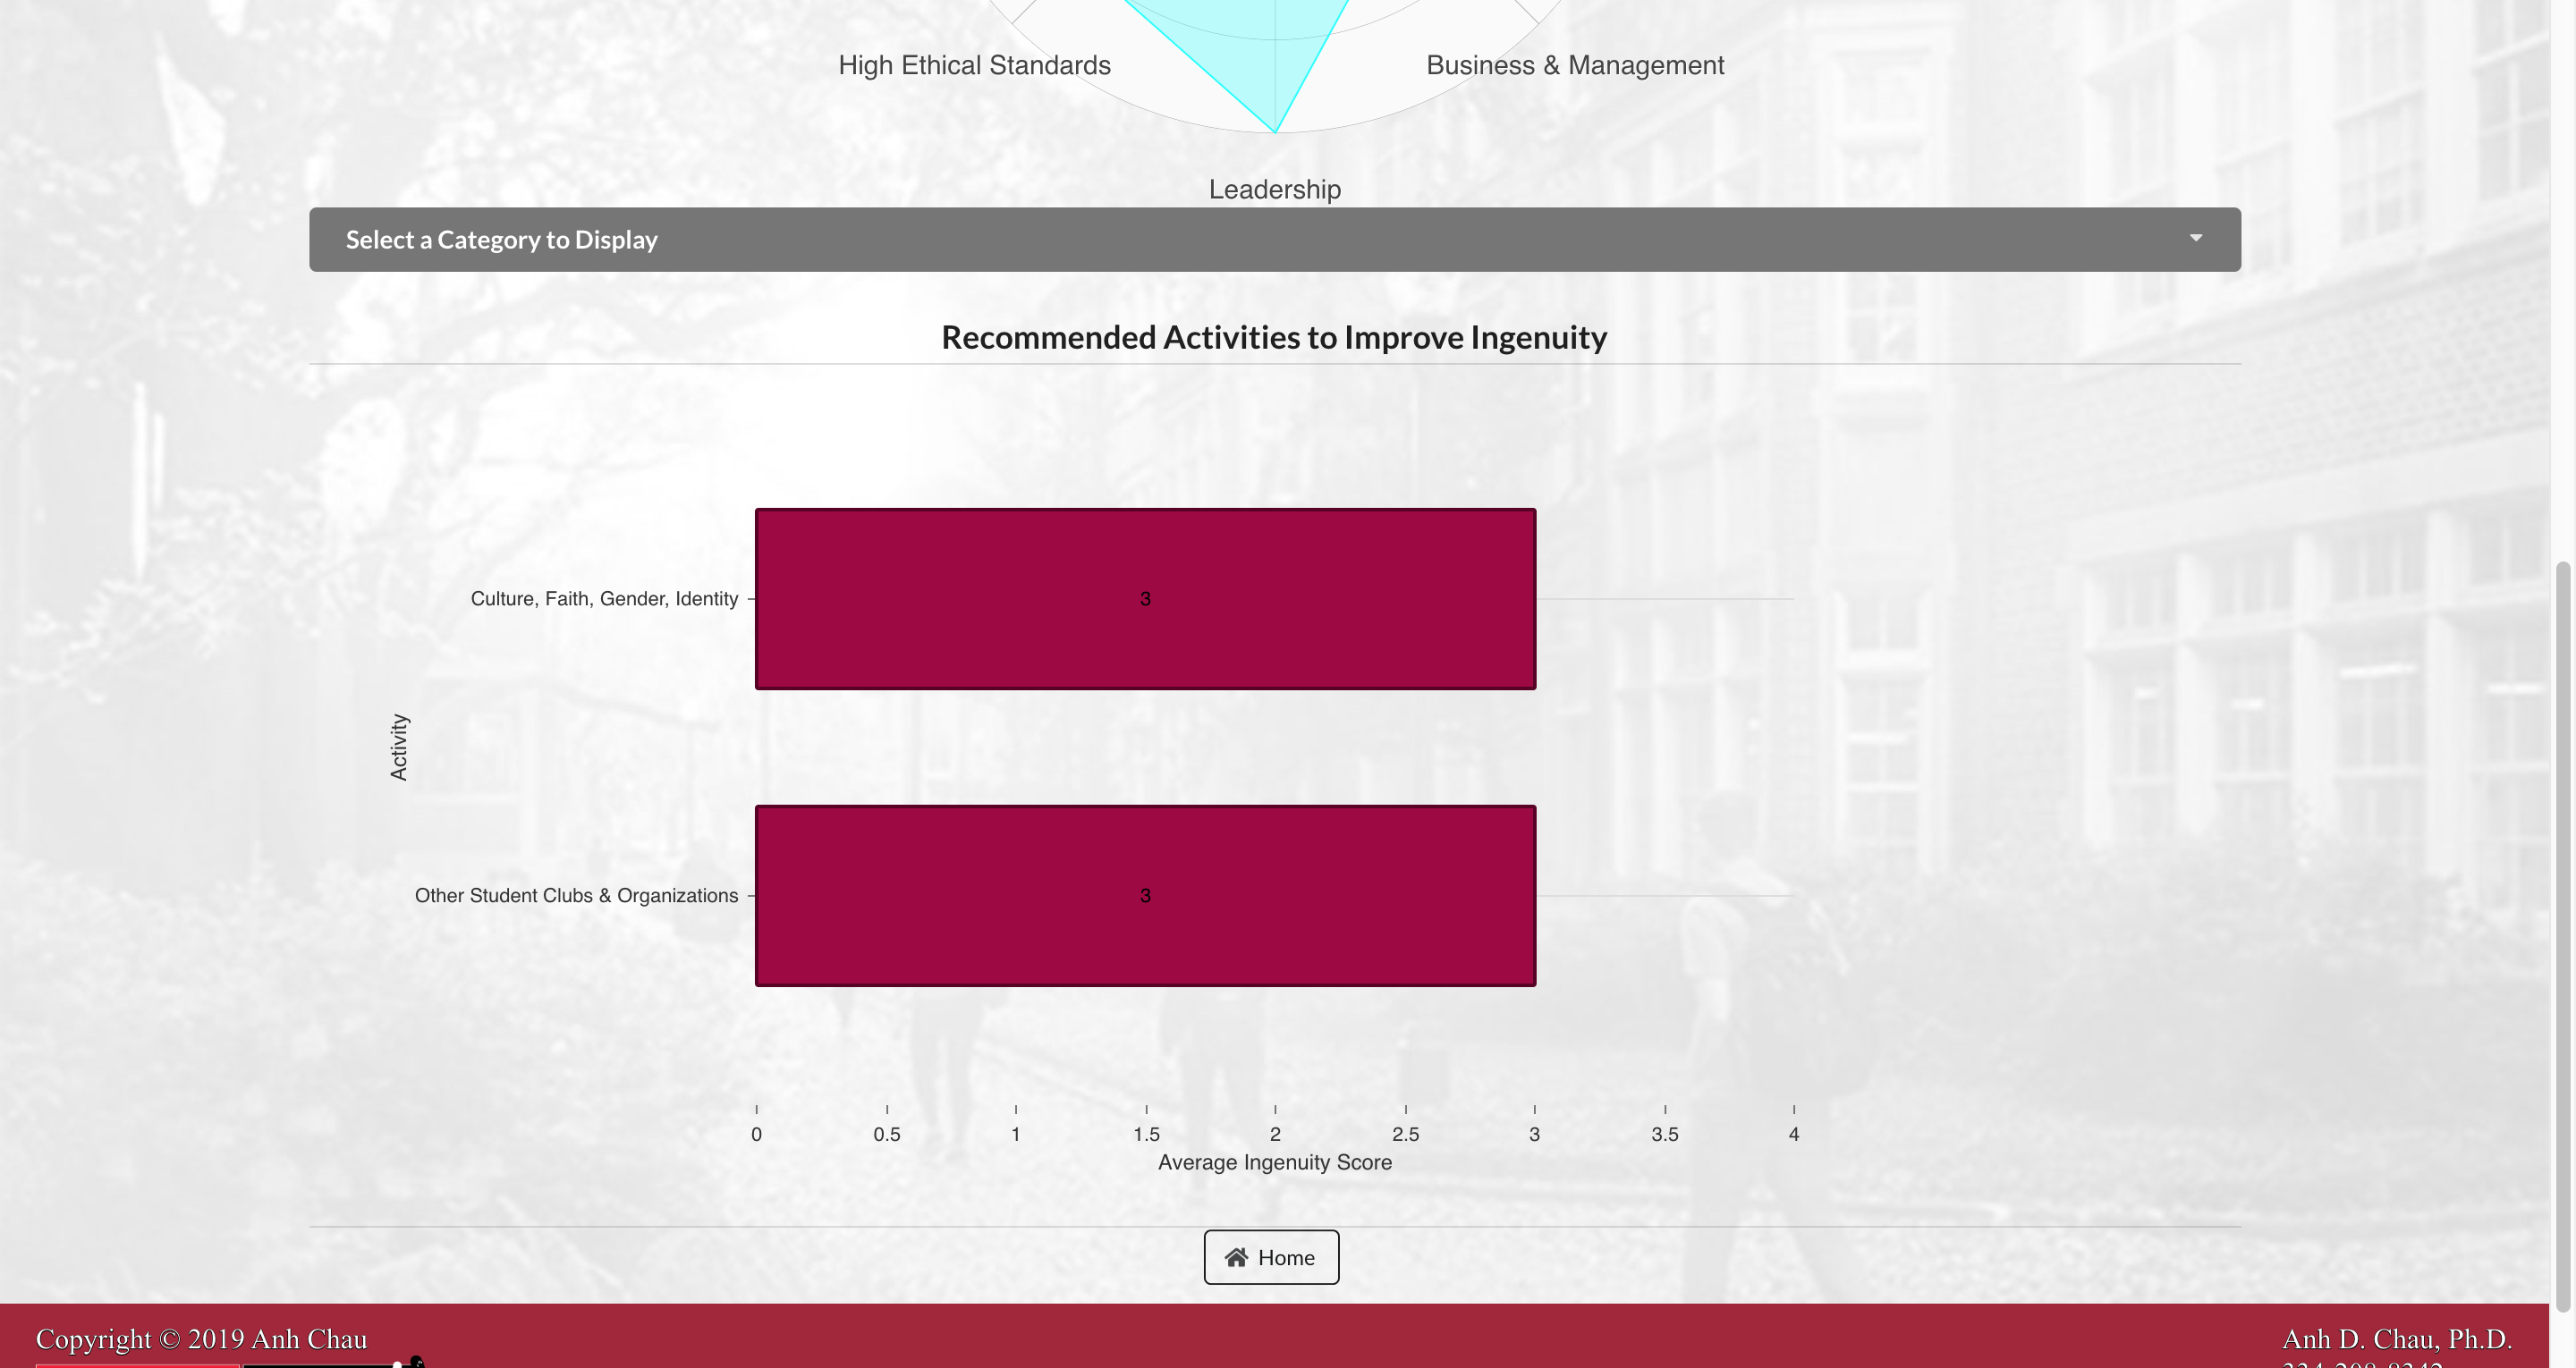 High Ethical Standards
Business & Management
Leadership
Select a Category to Display
Recommended Activities to Improve Ingenuity
Culture, Faith, Gender, Identity
3
Activity
Other Student Clubs & Organizations
3
0 0.5 1 1.5 2 2.5 3 3.5 4
Average Ingenuity Score
Home
Copyright © 2019 Anh Chau
Anh D. Chau, Ph.D.